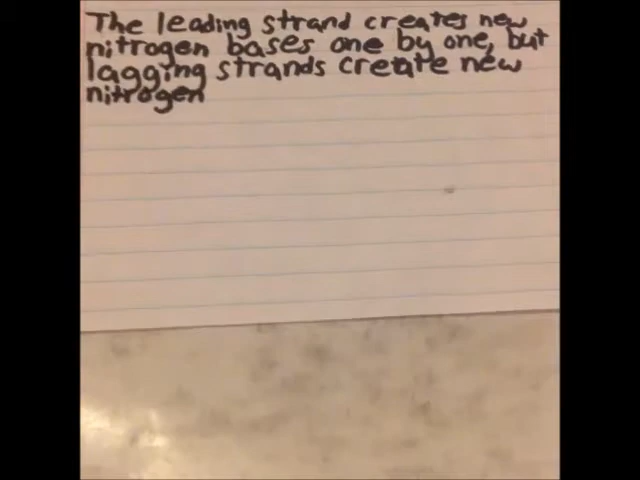 The leading strand creates new
nitrogen bases one by one, but
lagging strands create new
nitrogen